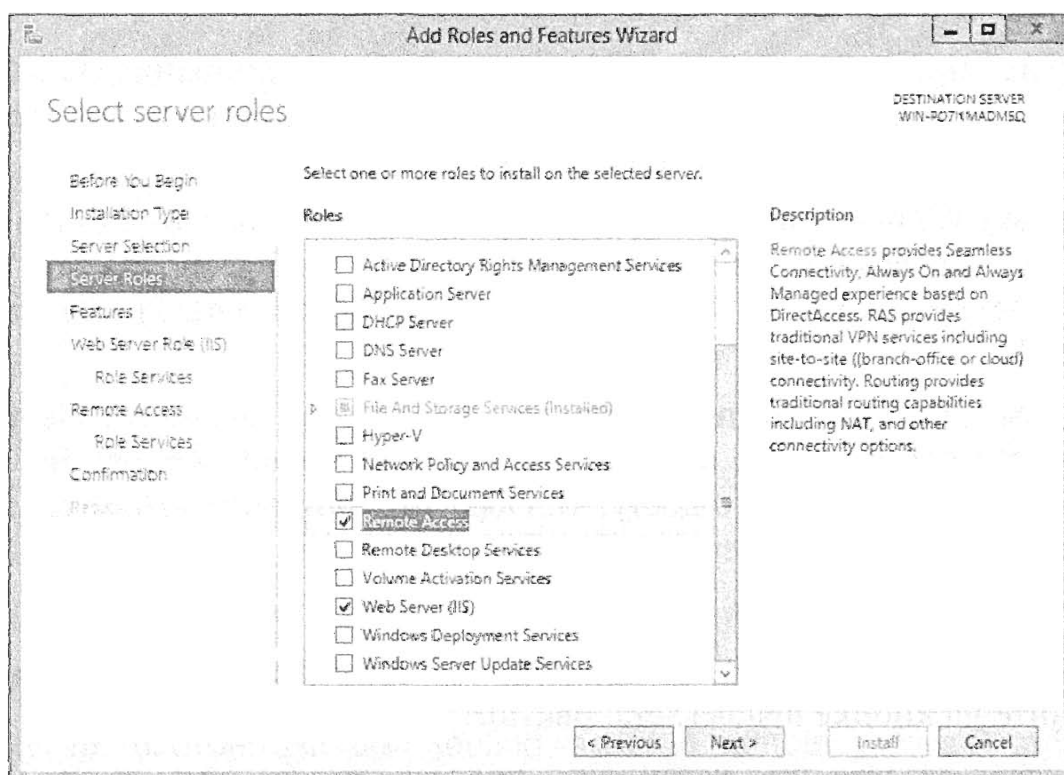 Add Roles and Features Wizard
Select server roles
DESTINATION SERVER
Before You Begin
Installation Type
Server Selection
Server Roles
Features
Web Server Role (IIS)
Role Services
Remote Access
Role Services
Confirmation
Select one or more roles to install on the selected server.
Roles
Active Directory Rights Management Services
Application Server
DHCP Server
DNS Server
Fax Server
File And Storage Services (Installed)
Hyper-V
Network Policy and Access Services
Print and Document Services
Remote Access
Remote Desktop Services
Volume Activation Services
Web Server (IIS)
Windows Deployment Services
Windows Server Update Services
Description
Remote Access provides Seamless
Connectivity, Always On and Always
Managed experience based on
DirectAccess. RAS provides
traditional VPN services including
site-to-site ((branch-office or cloud)
connectivity. Routing provides
traditional routing capabilities
including NAT, and other
connectivity options.
< Previous
Next >
Install
Cancel